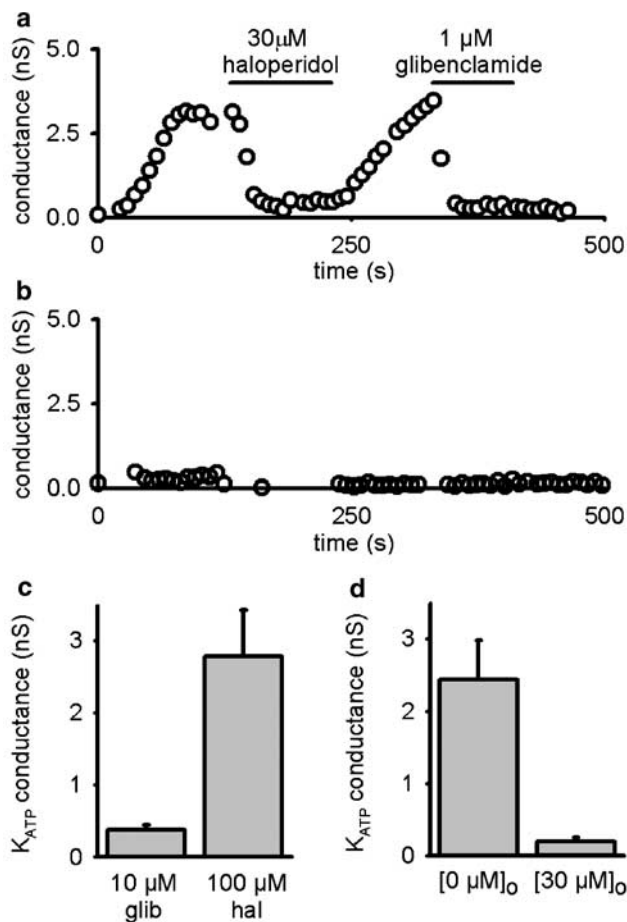 a
30µM
haloperidol
1 µM
glibenclamide
conductance (nS)
5.0
2.5
0.0
0
250
500
time (s)
b
conductance (nS)
5.0
2.5
0.0
0
250
500
time (s)
c
K_ATP conductance (nS)
3
2
1
0
10 µM
glib
100 µM
hal
d
K_ATP conductance (nS)
3
2
1
0
[0 µM]o
[30 µM]o